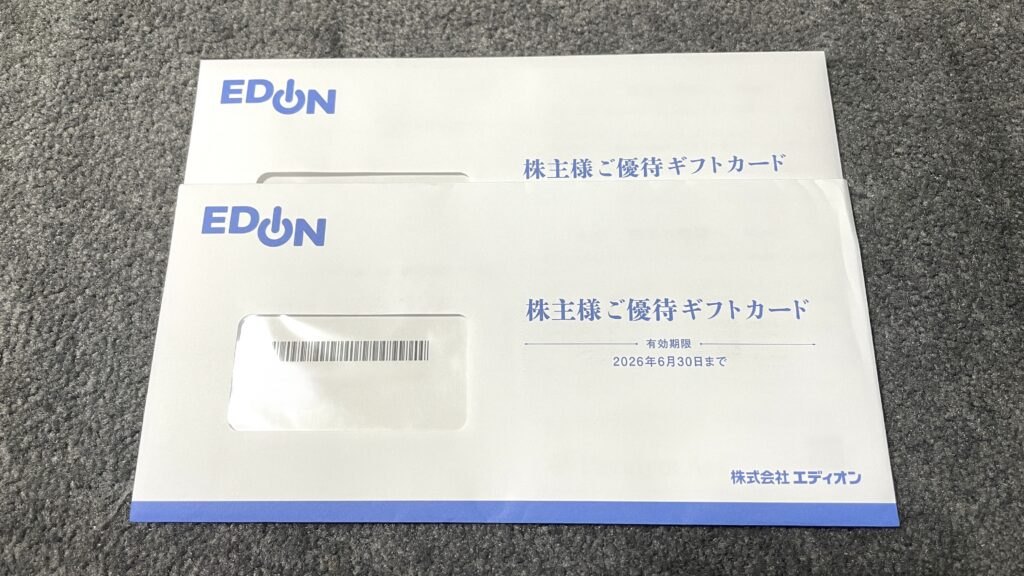 EDION
株主様ご優待ギフトカード
EDION
株主様ご優待ギフトカード
有効期限
2026年6月30日まで
株式会社 エディオン